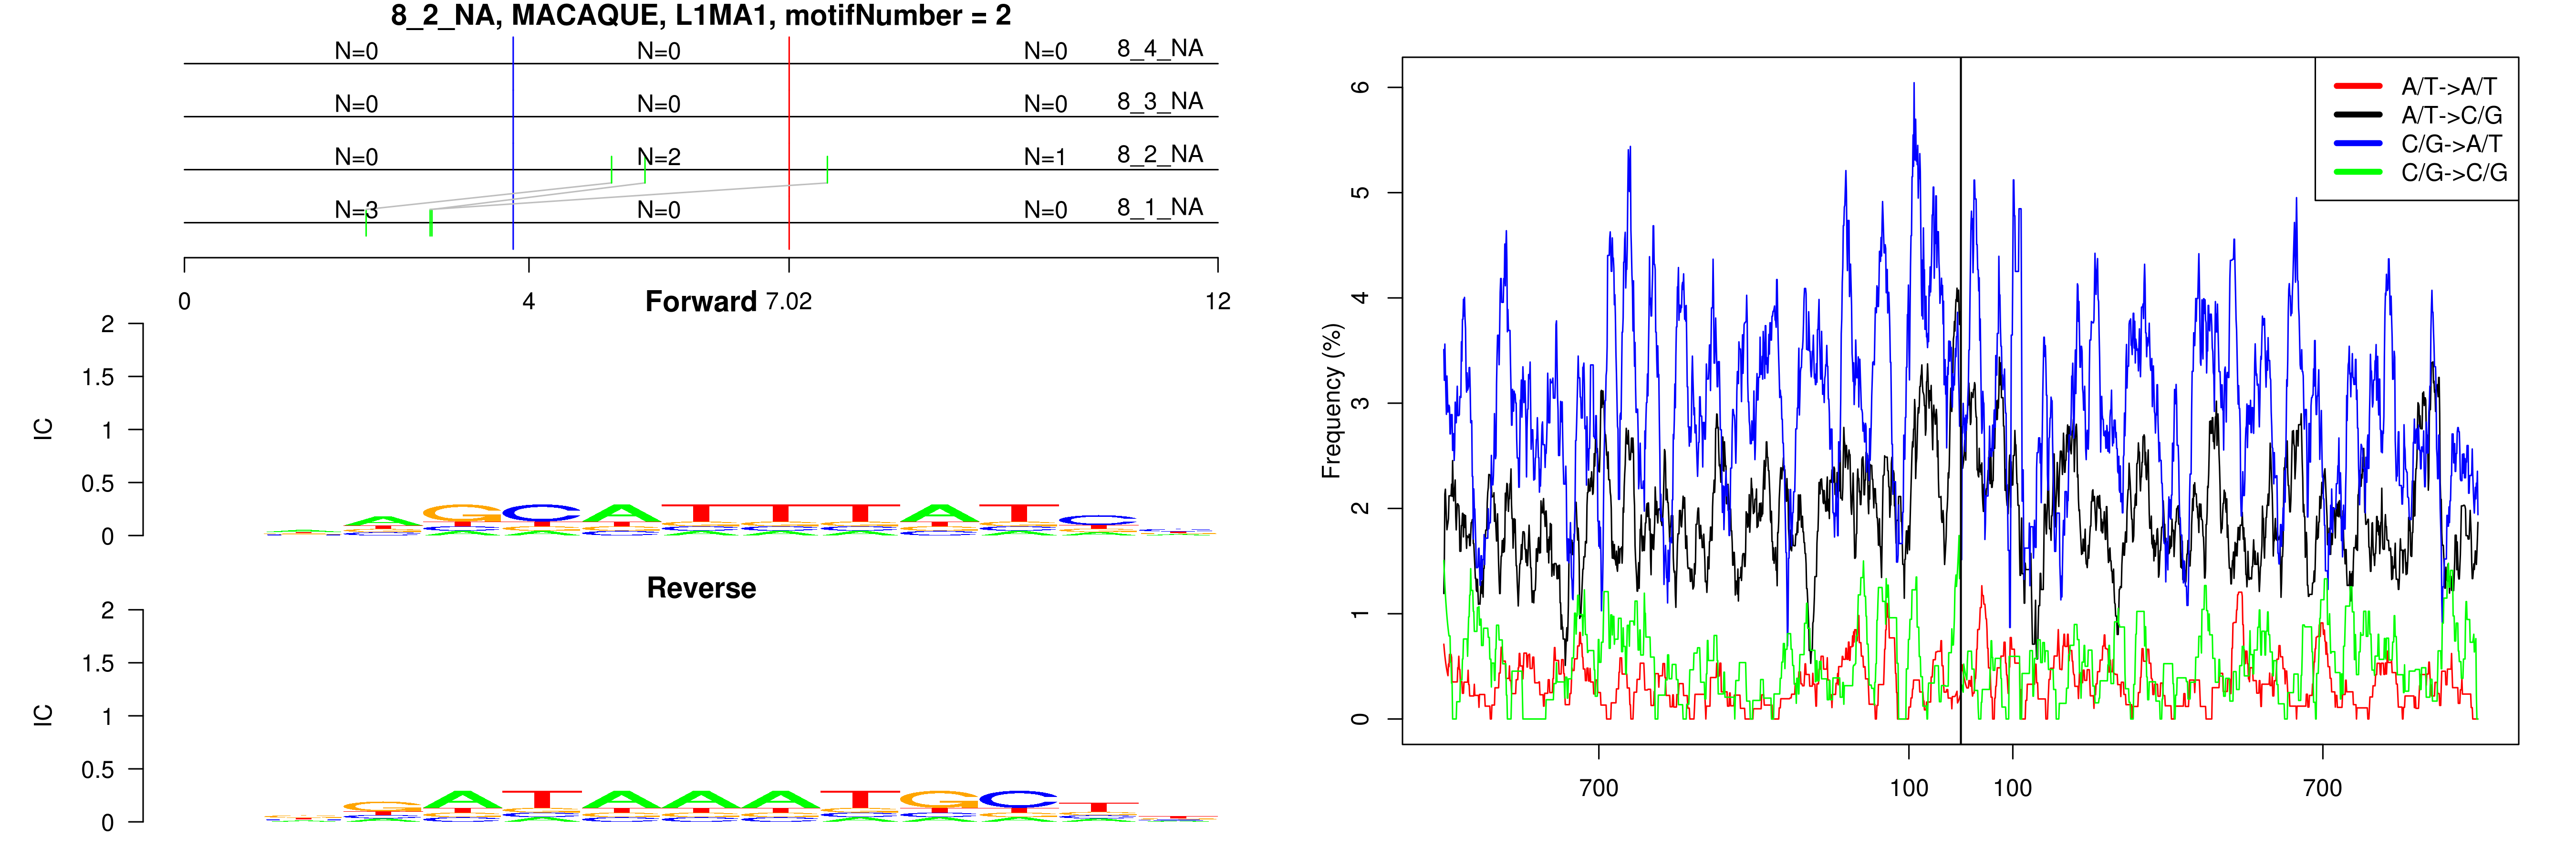 8_2_NA, MACAQUE, L1MA1, motifNumber = 2
N=0 N=0 N=0 8_4_NA
N=0 N=0 N=0 8_3_NA
N=0 N=2 N=1 8_2_NA
N=3 N=0 N=0 8_1_NA
0 4 7.02 12
Forward
2
1.5
1
0.5
0
IC
AGCATTTATC
Reverse
2
1.5
1
0.5
0
IC
GATAAATGCT
6
5
4
3
2
1
0
Frequency (%)
700 100 100 700
A/T->A/T
A/T->C/G
C/G->A/T
C/G->C/G